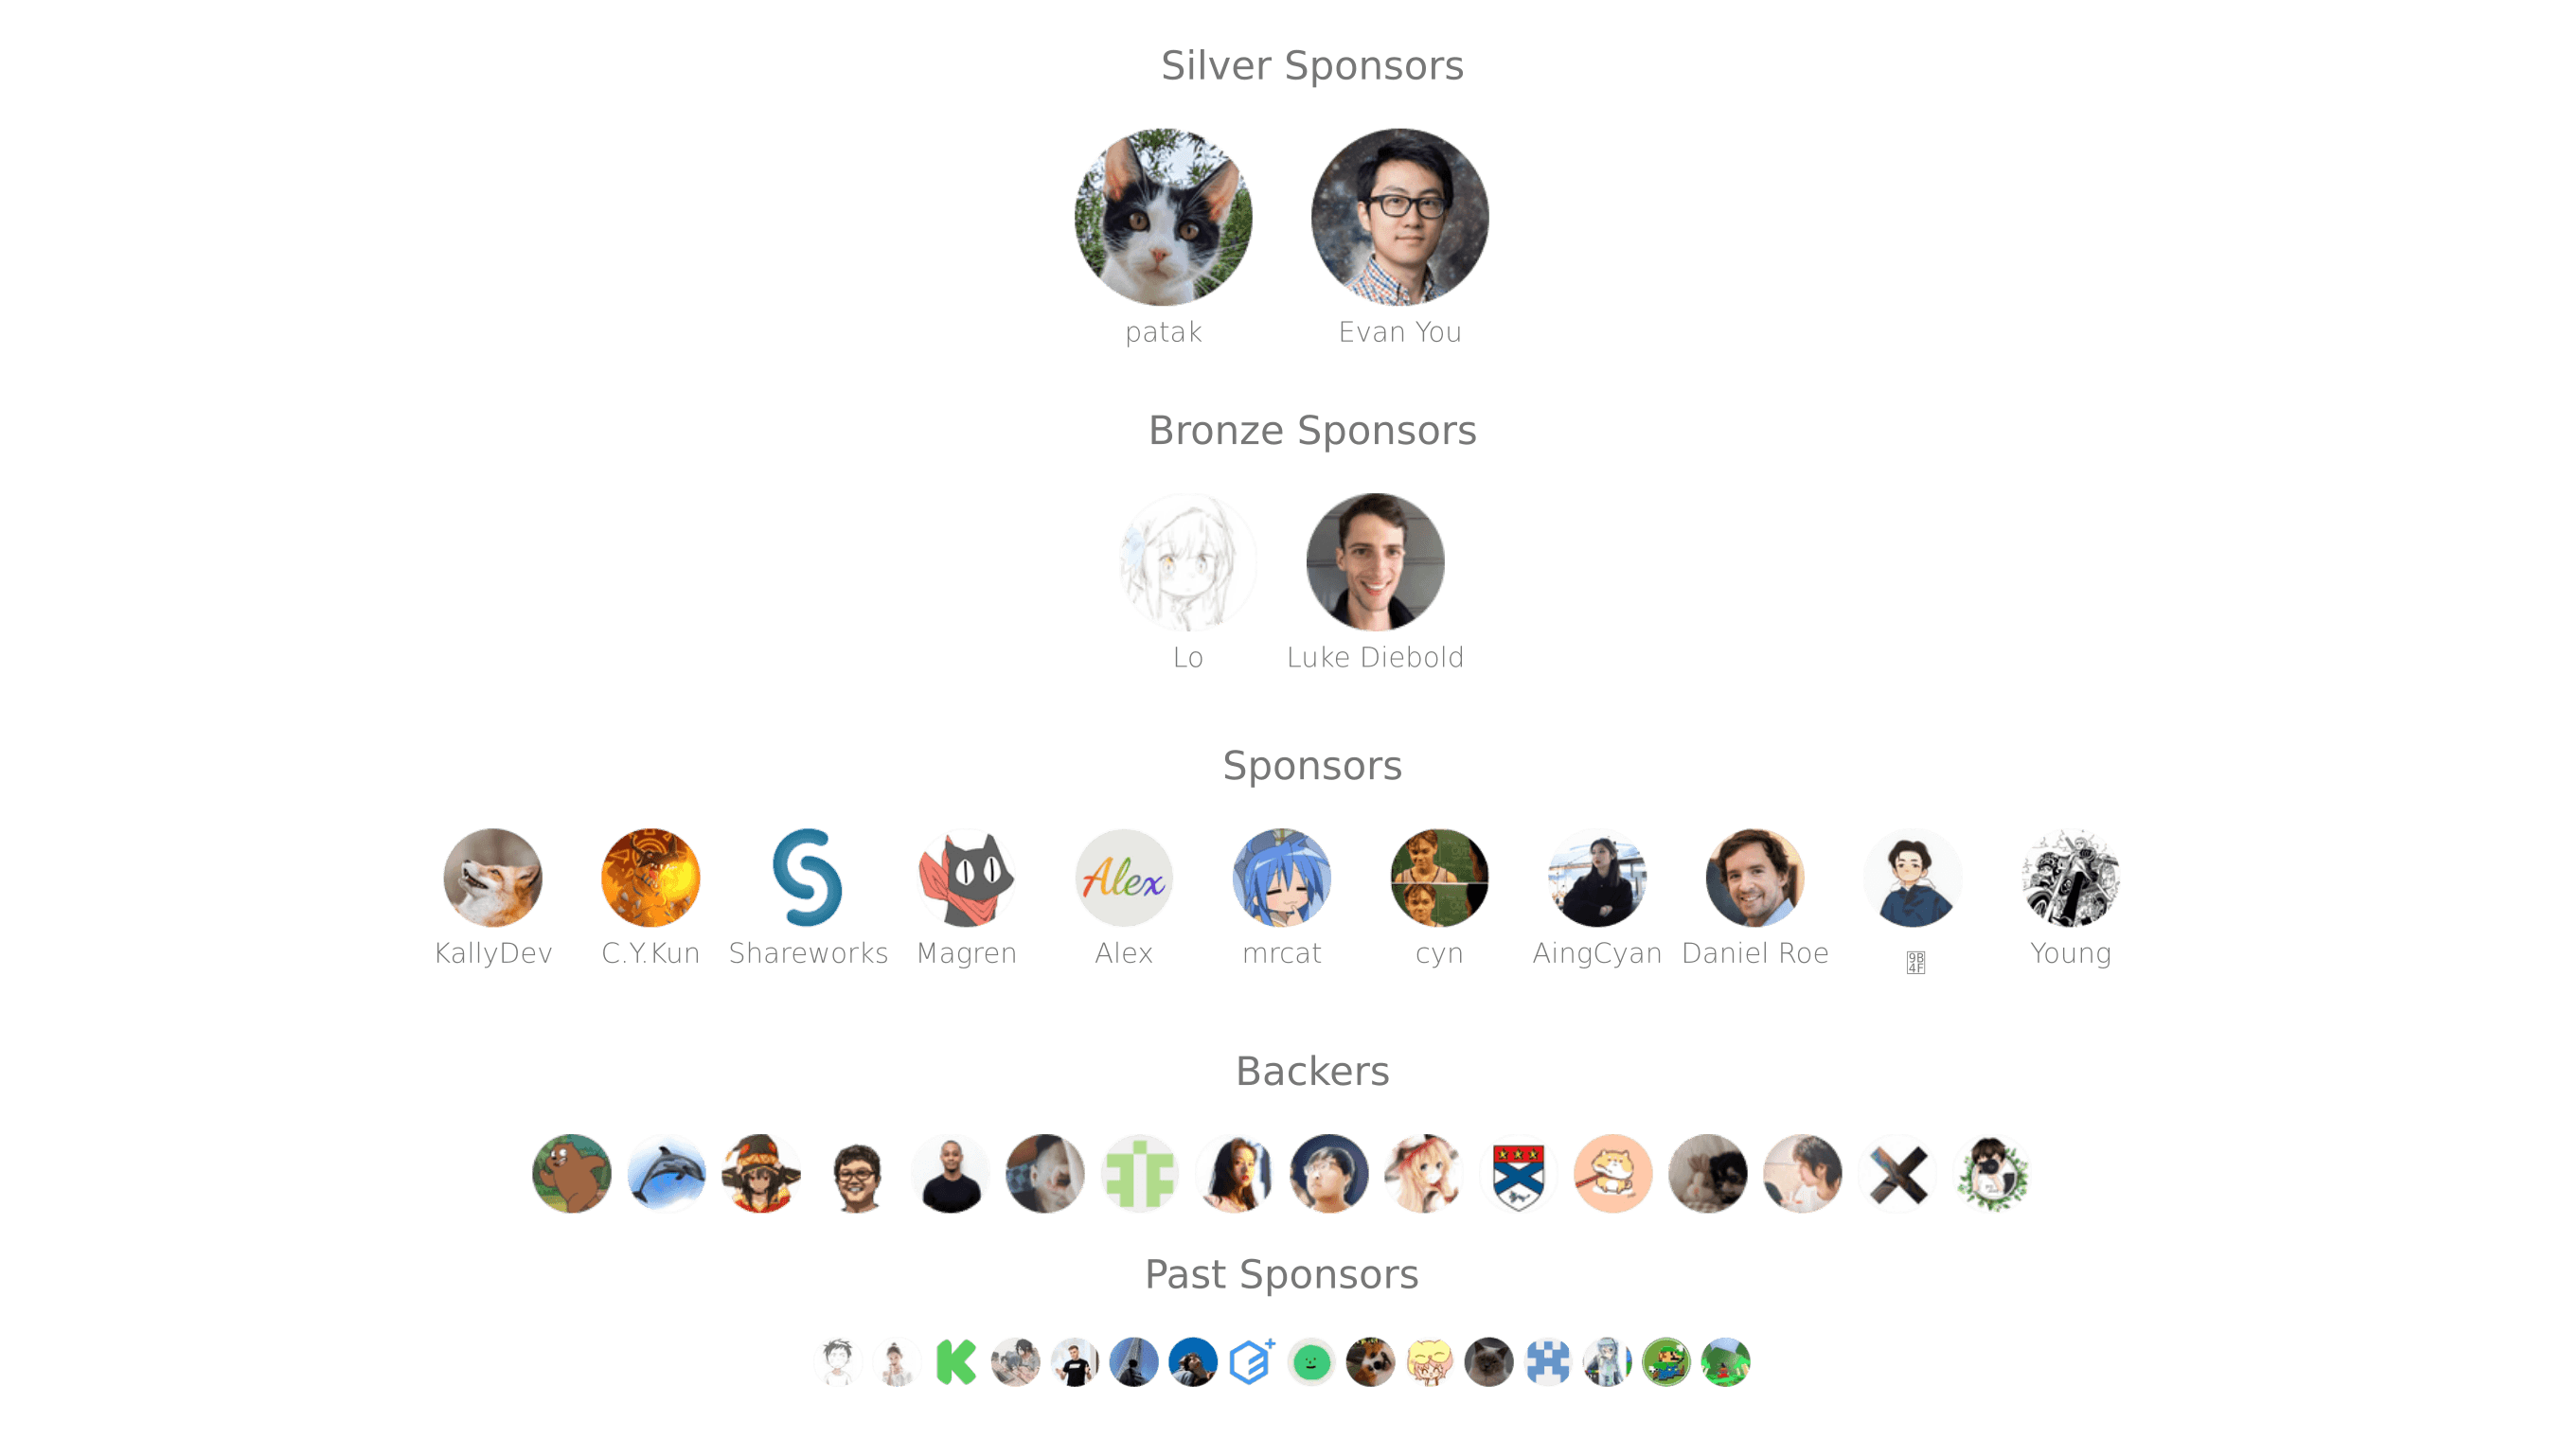 Silver Sponsors
patak Evan You
Bronze Sponsors
Lo Luke Diebold
Sponsors
Alex
KallyDev C.Y.Kun Shareworks Magren Alex mrcat cyn AingCyan Daniel Roe Young
Backers
Past Sponsors